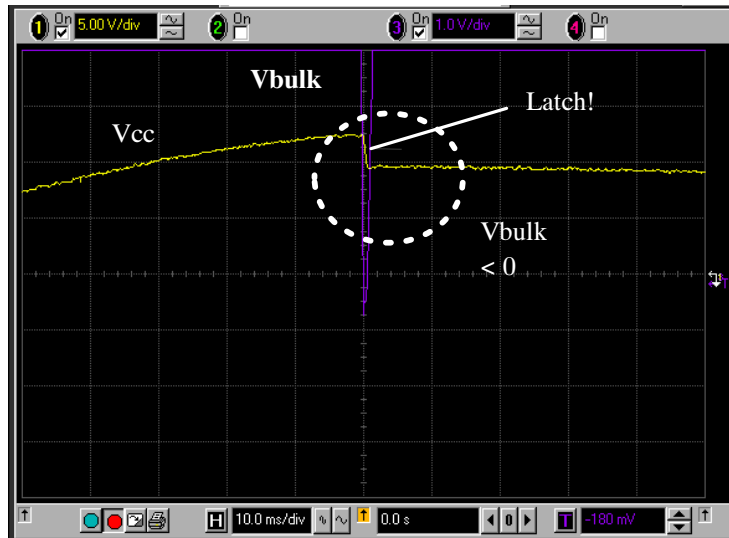 1 On 5.00 V/div 2 On 3 On 1.0 V/div 4 On
Vbulk
Latch!
Vcc
Vbulk
< 0
T
H 10.0 ms/div 0.0 s 0 T -180 mV